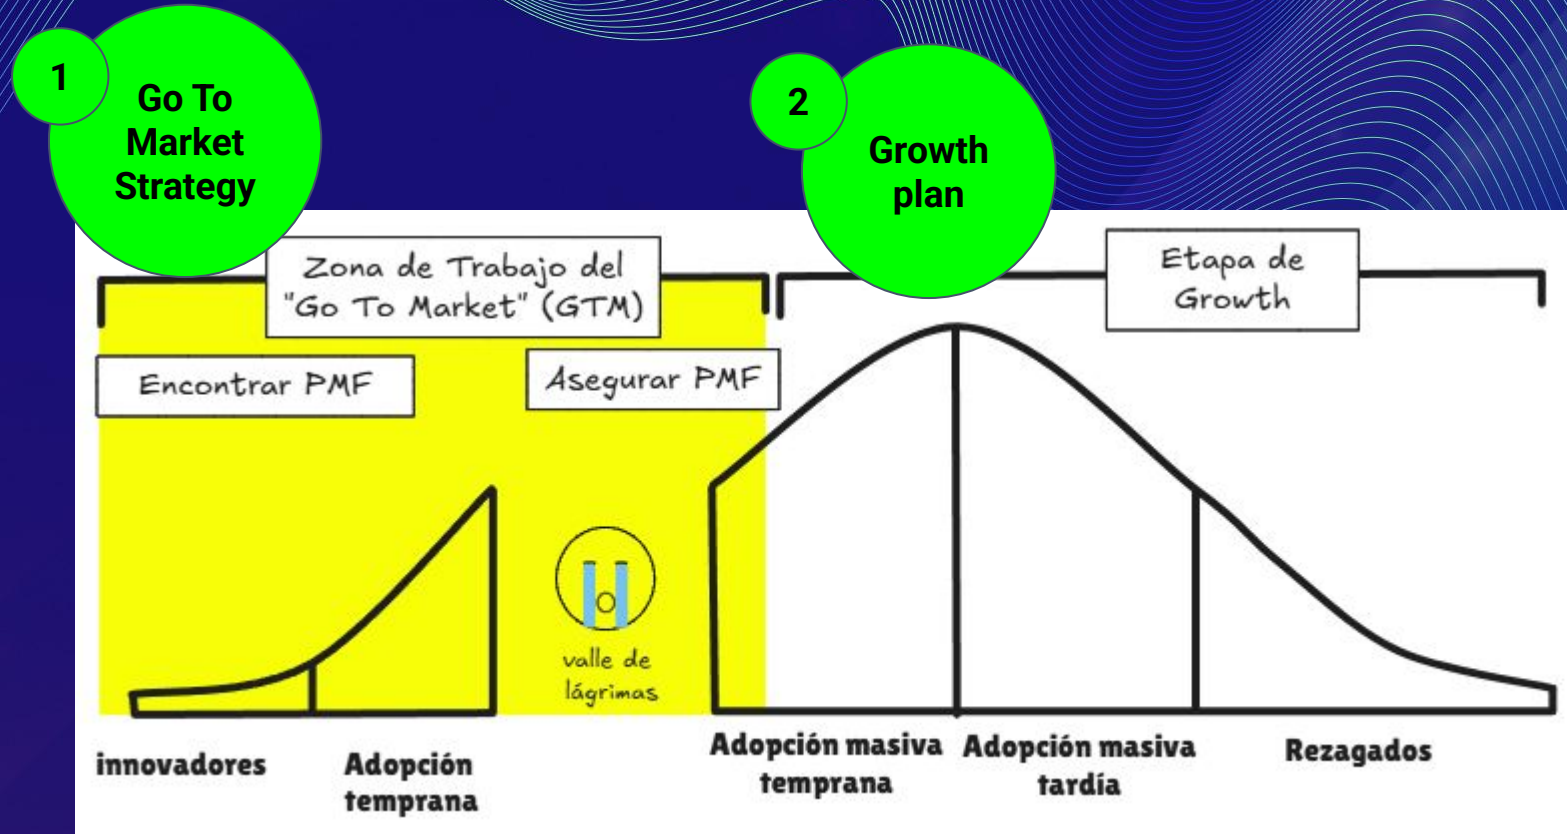 1
Go To
Market
Strategy
2
Growth
plan
Zona de Trabajo del
"Go To Market" (GTM)
Etapa de
Growth
Encontrar PMF
Asegurar PMF
valle de
lágrimas
innovadores
Adopción
temprana
Adopción masiva
temprana
Adopción masiva
tardía
Rezagados